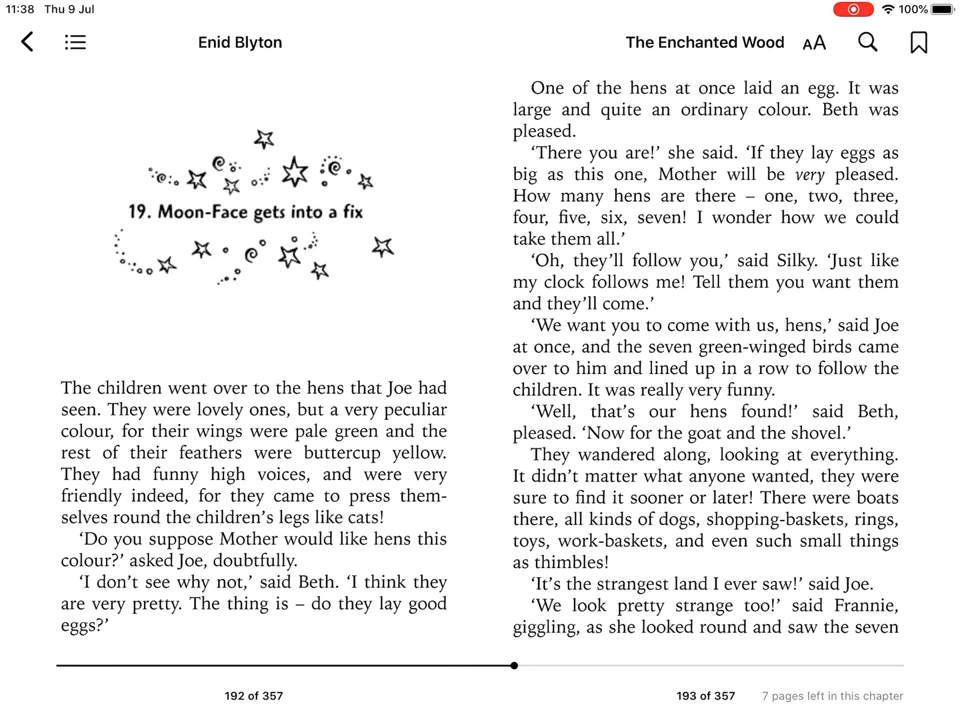 11:38 Thu 9 Jul
100%
Enid Blyton
The Enchanted Wood
AA
19. Moon-Face gets into a fix
The children went over to the hens that Joe had
seen. They were lovely ones, but a very peculiar
colour, for their wings were pale green and the
rest of their feathers were buttercup yellow.
They had funny high voices, and were very
friendly indeed, for they came to press them-
selves round the children’s legs like cats!
‘Do you suppose Mother would like hens this
colour?’ asked Joe, doubtfully.
‘I don’t see why not,’ said Beth. ‘I think they
are very pretty. The thing is – do they lay good
eggs?’
One of the hens at once laid an egg. It was
large and quite an ordinary colour. Beth was
pleased.
‘There you are!’ she said. ‘If they lay eggs as
big as this one, Mother will be very pleased.
How many hens are there – one, two, three,
four, five, six, seven! I wonder how we could
take them all.’
‘Oh, they’ll follow you,’ said Silky. ‘Just like
my clock follows me! Tell them you want them
and they’ll come.’
‘We want you to come with us, hens,’ said Joe
at once, and the seven green-winged birds came
over to him and lined up in a row to follow the
children. It was really very funny.
‘Well, that’s our hens found!’ said Beth,
pleased. ‘Now for the goat and the shovel.’
They wandered along, looking at everything.
It didn’t matter what anyone wanted, they were
sure to find it sooner or later! There were boats
there, all kinds of dogs, shopping-baskets, rings,
toys, work-baskets, and even such small things
as thimbles!
‘It’s the strangest land I ever saw!’ said Joe.
‘We look pretty strange too!’ said Frannie,
giggling, as she looked round and saw the seven
192 of 357
193 of 357
7 pages left in this chapter